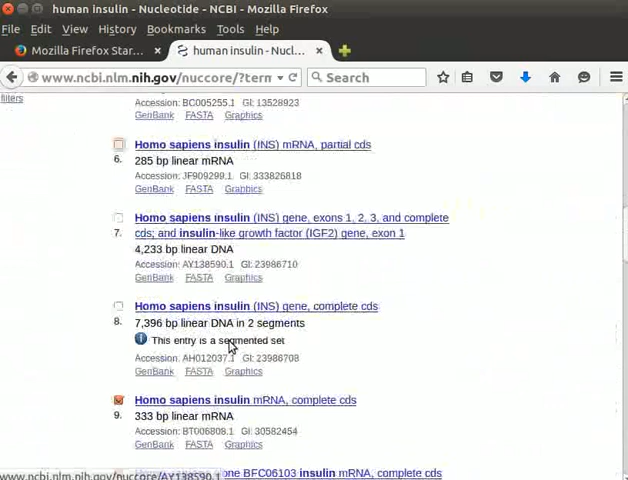 human insulin - Nucleotide - NCBI - Mozilla Firefox
File Edit View History Bookmarks Tools Help
Mozilla Firefox Star... × human insulin - Nucl... ×
www.ncbi.nlm.nih.gov/nuccore/?term Search
filters
Accession: BC005255.1 GI: 13528923
GenBank FASTA Graphics
Homo sapiens insulin (INS) mRNA, partial cds
6. 285 bp linear mRNA
Accession: JF909299.1 GI: 333826818
GenBank FASTA Graphics
Homo sapiens insulin (INS) gene, exons 1, 2, 3, and complete
7. cds; and insulin-like growth factor (IGF2) gene, exon 1
4,233 bp linear DNA
Accession: AY138590.1 GI: 23986710
GenBank FASTA Graphics
Homo sapiens insulin (INS) gene, complete cds
8. 7,396 bp linear DNA in 2 segments
This entry is a segmented set
Accession: AH012037.1 GI: 23986708
GenBank FASTA Graphics
Homo sapiens insulin mRNA, complete cds
9. 333 bp linear mRNA
Accession: BT006808.1 GI: 30582454
GenBank FASTA Graphics
clone BFC06103 insulin mRNA, complete cds
www.ncbi.nlm.nih.gov/nuccore/AY138590.1